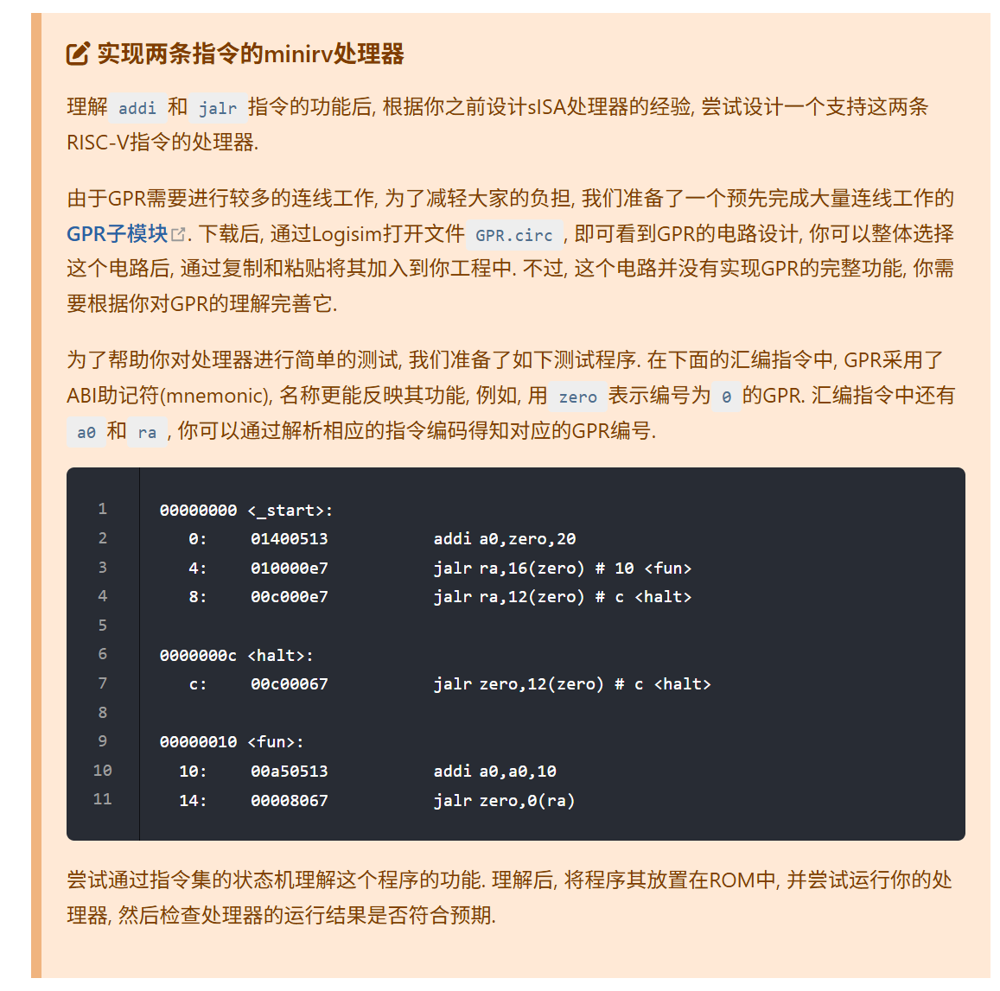 实现两条指令的minirv处理器
理解 addi 和 jalr 指令的功能后, 根据你之前设计sISA处理器的经验, 尝试设计一个支持这两条
RISC-V指令的处理器.
由于GPR需要进行较多的连线工作, 为了减轻大家的负担, 我们准备了一个预先完成大量连线工作的
GPR子模块. 下载后, 通过Logisim打开文件 GPR.circ , 即可看到GPR的电路设计, 你可以整体选择
这个电路后, 通过复制和粘贴将其加入到你工程中. 不过, 这个电路并没有实现GPR的完整功能, 你需
要根据你对GPR的理解完善它.
为了帮助你对处理器进行简单的测试, 我们准备了如下测试程序. 在下面的汇编指令中, GPR采用了
ABI助记符(mnemonic), 名称更能反映其功能, 例如, 用 zero 表示编号为 0 的GPR. 汇编指令中还有
a0 和 ra , 你可以通过解析相应的指令编码得知对应的GPR编号.
1 00000000 <_start>:
2 0: 01400513 addi a0,zero,20
3 4: 010000e7 jalr ra,16(zero) # 10 <fun>
4 8: 00c000e7 jalr ra,12(zero) # c <halt>
5
6 0000000c <halt>:
7 c: 00c00067 jalr zero,12(zero) # c <halt>
8
9 00000010 <fun>:
10 10: 00a50513 addi a0,a0,10
11 14: 00008067 jalr zero,0(ra)
尝试通过指令集的状态机理解这个程序的功能. 理解后, 将程序其放置在ROM中, 并尝试运行你的处
理器, 然后检查处理器的运行结果是否符合预期.